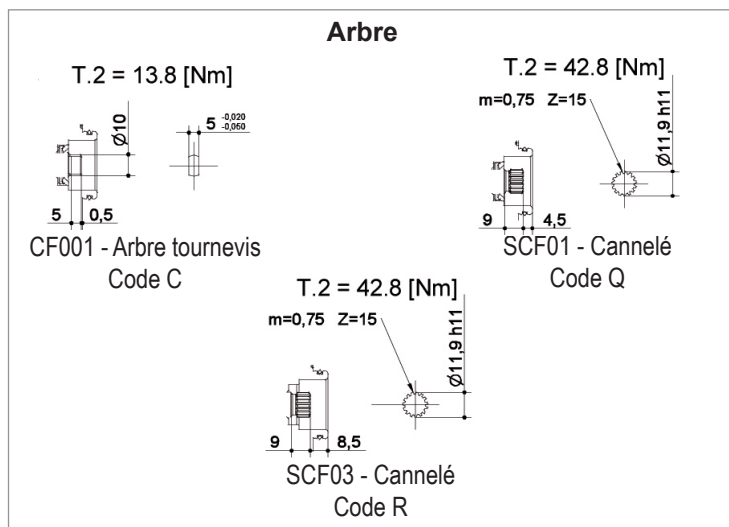 Arbre
T.2 = 13.8 [Nm]
Ø10
5 -0,020 -0,050
5 0,5
CF001 - Arbre tournevis
Code C
T.2 = 42.8 [Nm]
m=0,75 Z=15
Ø11,9 h11
9 4,5
SCF01 - Cannelé
Code Q
T.2 = 42.8 [Nm]
m=0,75 Z=15
Ø11,9 h11
9 8,5
SCF03 - Cannelé
Code R